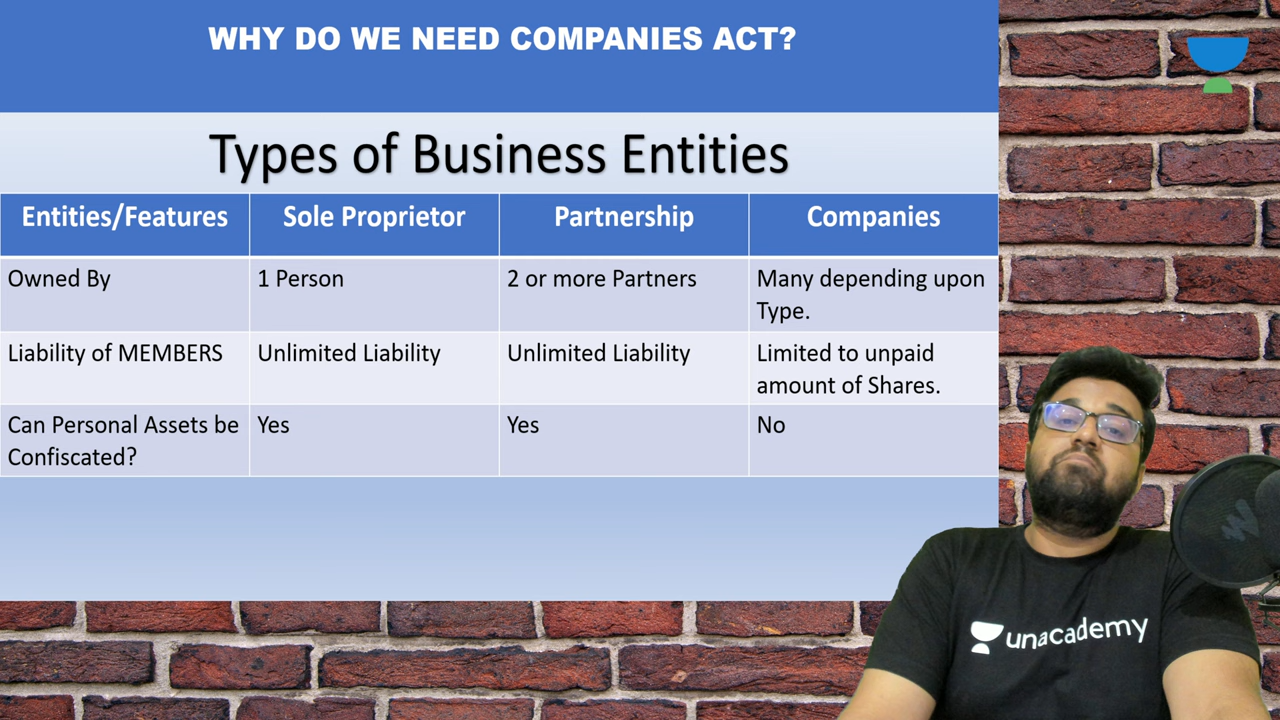 WHY DO WE NEED COMPANIES ACT?
Types of Business Entities
Entities/Features Sole Proprietor Partnership Companies
Owned By 1 Person 2 or more Partners Many depending upon
Type.
Liability of MEMBERS Unlimited Liability Unlimited Liability Limited to unpaid
amount of Shares.
Can Personal Assets be Yes Yes No
Confiscated?
unacademy